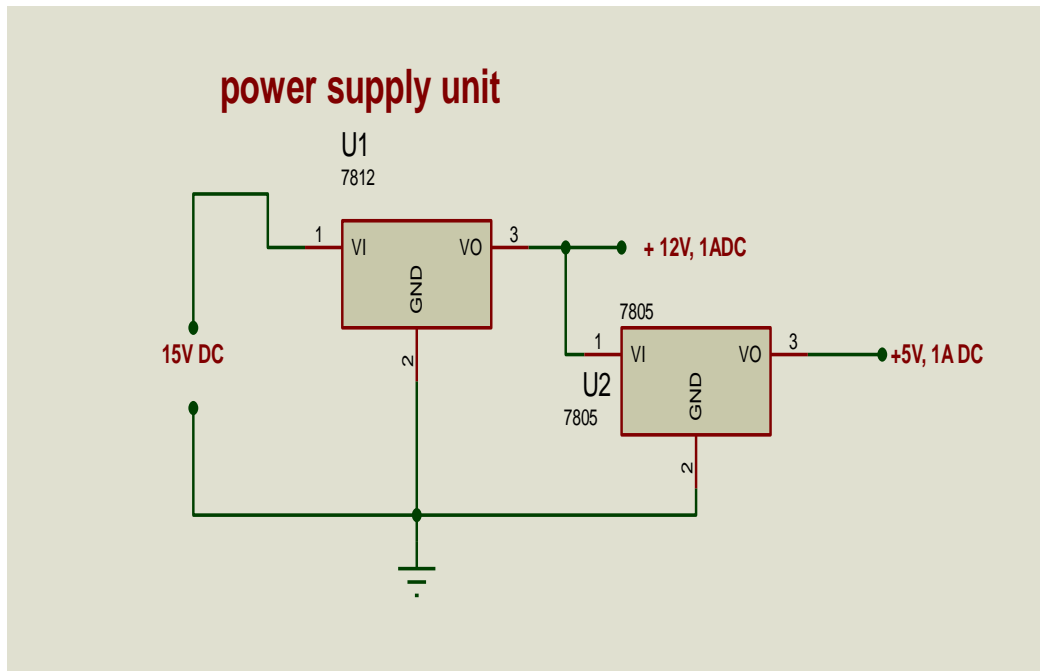 power supply unit
U1
7812
1 VI VO 3
GND
2
+ 12V, 1ADC
15V DC
7805
1 VI VO 3
U2
7805
GND
2
+5V, 1A DC